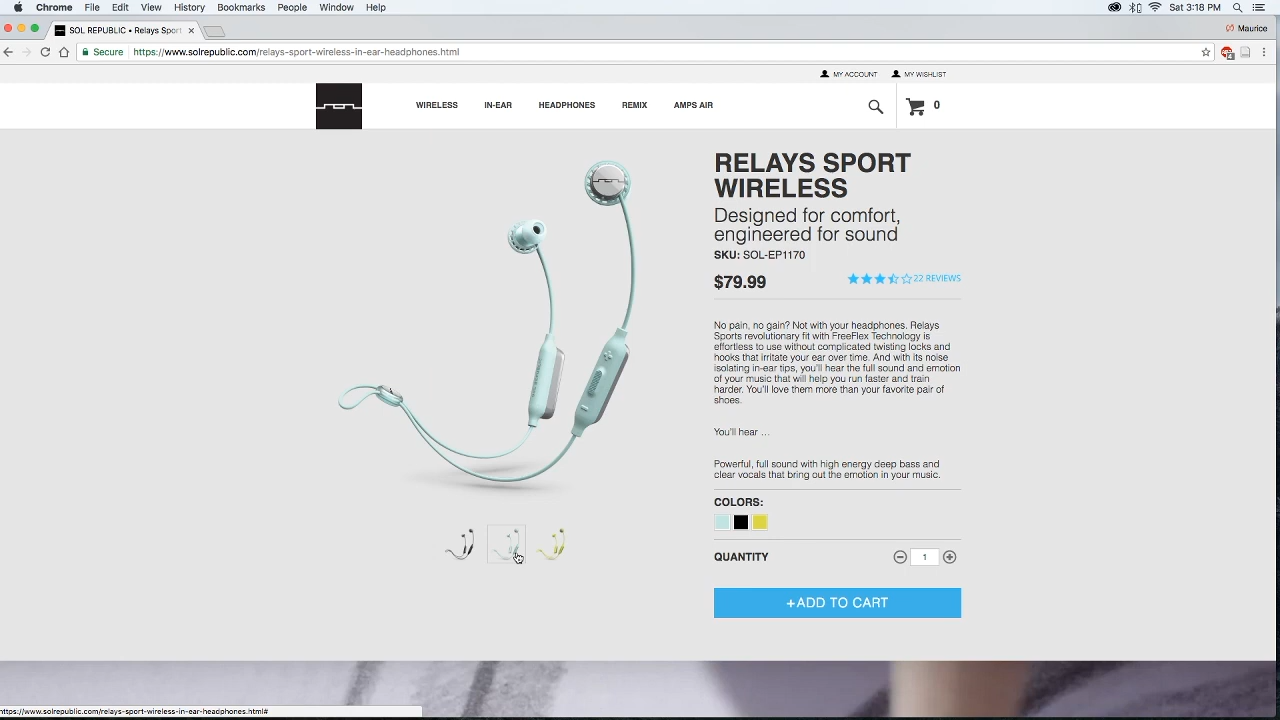 Chrome File Edit View History Bookmarks People Window Help
Sat 3:18 PM
SOL REPUBLIC • Relays Sport
Maurice
Secure https://www.solrepublic.com/relays-sport-wireless-in-ear-headphones.html
MY ACCOUNT MY WISHLIST
WIRELESS IN-EAR HEADPHONES REMIX AMPS AIR
0
RELAYS SPORT
WIRELESS
Designed for comfort,
engineered for sound
SKU: SOL-EP1170
$79.99
22 REVIEWS
No pain, no gain? Not with your headphones. Relays
Sports revolutionary fit with FreeFlex Technology is
effortless to use without complicated twisting locks and
hooks that irritate your ear over time. And with its noise
isolating in-ear tips, you'll hear the full sound and emotion
of your music that will help you run faster and train
harder. You'll love them more than your favorite pair of
shoes.
You'll hear ...
Powerful, full sound with high energy deep bass and
clear vocals that bring out the emotion in your music.
COLORS:
QUANTITY
1
+ADD TO CART
https://www.solrepublic.com/relays-sport-wireless-in-ear-headphones.html#